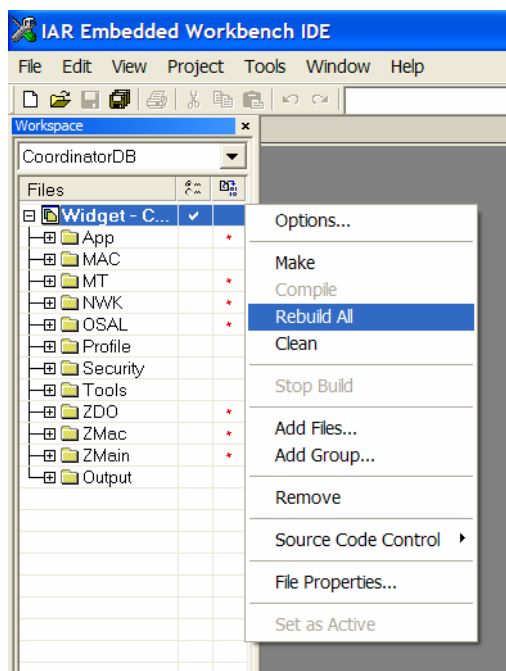 IAR Embedded Workbench IDE
File Edit View Project Tools Window Help
Workspace
CoordinatorDB
Files
Widget - C...
App
MAC
MT
NWK
OSAL
Profile
Security
Tools
ZDO
ZMac
ZMain
Output
Options...
Make
Compile
Rebuild All
Clean
Stop Build
Add Files...
Add Group...
Remove
Source Code Control
File Properties...
Set as Active